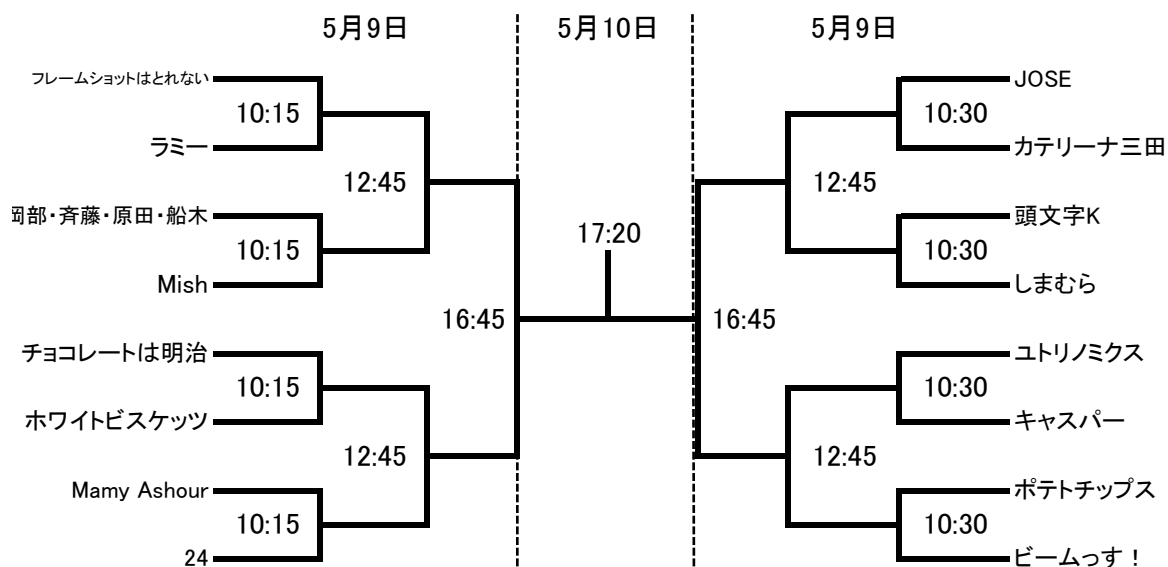 5月9日 5月10日 5月9日
フレームショットはとれない
10:15
ラミー
12:45
岡部・斉藤・原田・船木
10:15
Mish
16:45
チョコレートは明治
10:15
ホワイトビスケッツ
12:45
Mamy Ashour
10:15
24
17:20
JOSE
10:30
カテリーナ三田
12:45
頭文字K
10:30
しまむら
16:45
ユトリノミクス
10:30
キャスパー
12:45
ポテトチップス
10:30
ビームっす!